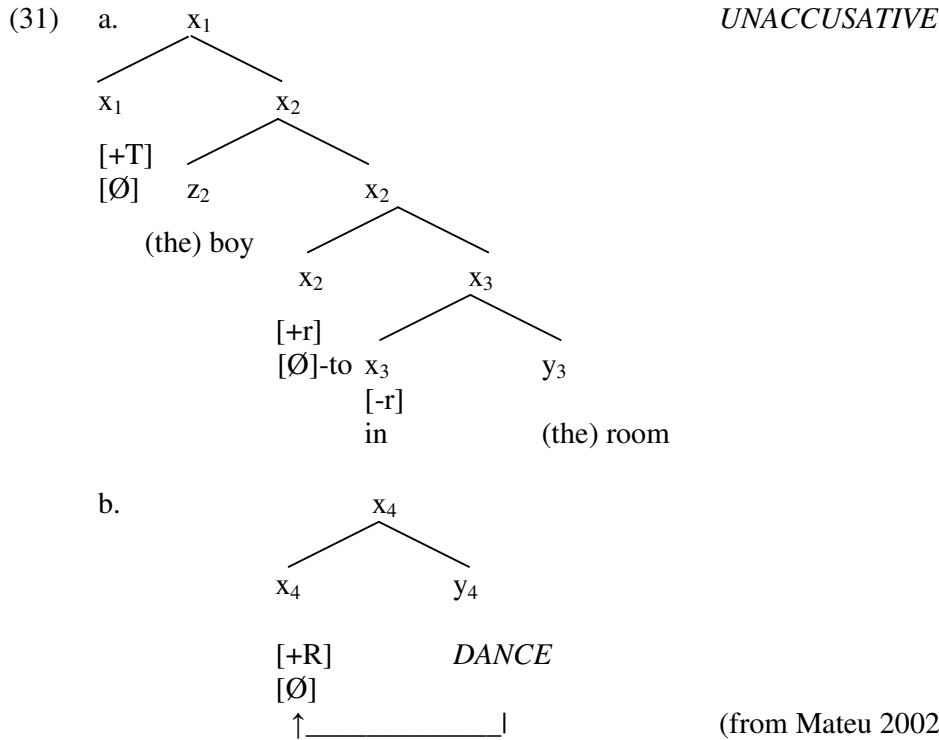 (31) a. x₁ UNACCUSATIVE
x₁ x₂
[+T]
[Ø] z₂ x₂
(the) boy
x₂ x₃
[+r]
[Ø]-to x₃ y₃
[-r]
in (the) room
b. x₄
x₄ y₄
[+R] DANCE
[Ø]
(from Mateu 2002